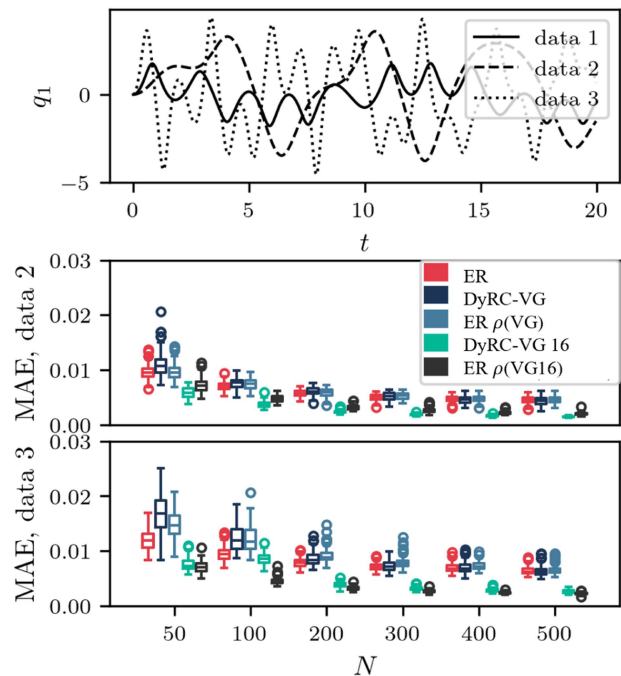 data 1
data 2
data 3
q₁
0
−5
0
5
10
15
20
t
MAE, data 2
0.03
0.02
0.01
0.00
ER
DyRC-VG
ER ρ(VG)
DyRC-VG 16
ER ρ(VG16)
MAE, data 3
0.03
0.02
0.01
0.00
50
100
200
300
400
500
N